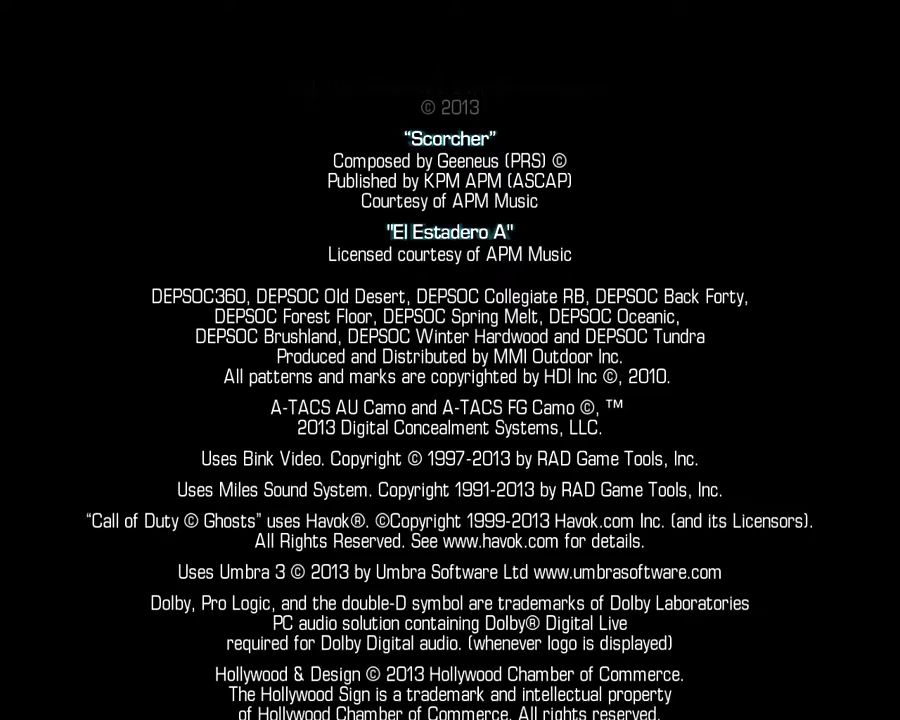 © 2013
“Scorcher”
Composed by Geeneus (PRS) ©
Published by KPM APM (ASCAP)
Courtesy of APM Music
"El Estadero A"
Licensed courtesy of APM Music
DEPSOC360, DEPSOC Old Desert, DEPSOC Collegiate RB, DEPSOC Back Forty,
DEPSOC Forest Floor, DEPSOC Spring Melt, DEPSOC Oceanic,
DEPSOC Brushland, DEPSOC Winter Hardwood and DEPSOC Tundra
Produced and Distributed by MMI Outdoor Inc.
All patterns and marks are copyrighted by HDI Inc ©, 2010.
A-TACS AU Camo and A-TACS FG Camo ©, ™
2013 Digital Concealment Systems, LLC.
Uses Bink Video. Copyright © 1997-2013 by RAD Game Tools, Inc.
Uses Miles Sound System. Copyright 1991-2013 by RAD Game Tools, Inc.
“Call of Duty © Ghosts” uses Havok®. ©Copyright 1999-2013 Havok.com Inc. (and its Licensors).
All Rights Reserved. See www.havok.com for details.
Uses Umbra 3 © 2013 by Umbra Software Ltd www.umbrasoftware.com
Dolby, Pro Logic, and the double-D symbol are trademarks of Dolby Laboratories
PC audio solution containing Dolby® Digital Live
required for Dolby Digital audio. (whenever logo is displayed)
Hollywood & Design © 2013 Hollywood Chamber of Commerce.
The Hollywood Sign is a trademark and intellectual property
of Hollywood Chamber of Commerce. All rights reserved.